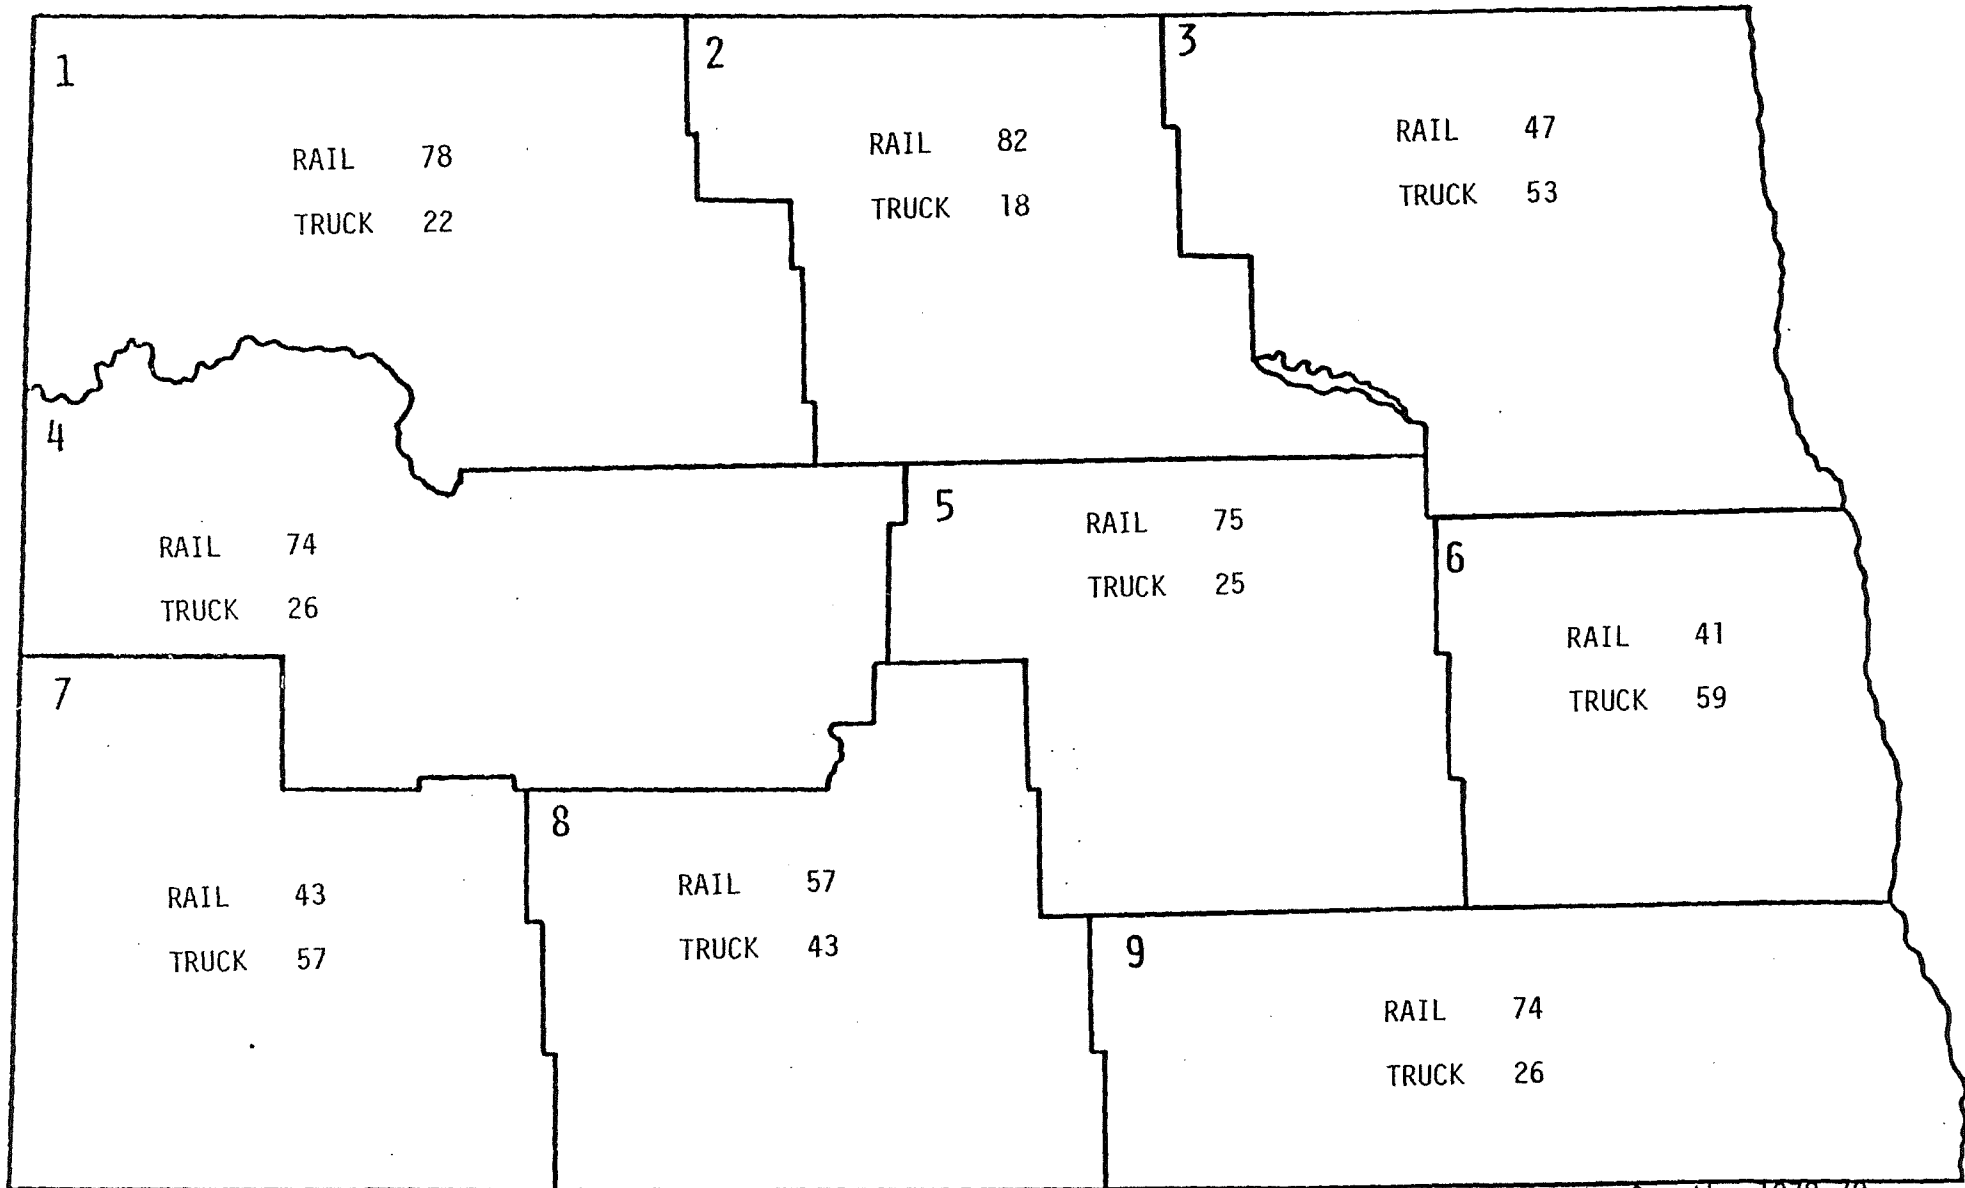 1
RAIL 78
TRUCK 22
2
RAIL 82
TRUCK 18
3
RAIL 47
TRUCK 53
4
RAIL 74
TRUCK 26
5
RAIL 75
TRUCK 25
6
RAIL 41
TRUCK 59
7
RAIL 43
TRUCK 57
8
RAIL 57
TRUCK 43
9
RAIL 74
TRUCK 26